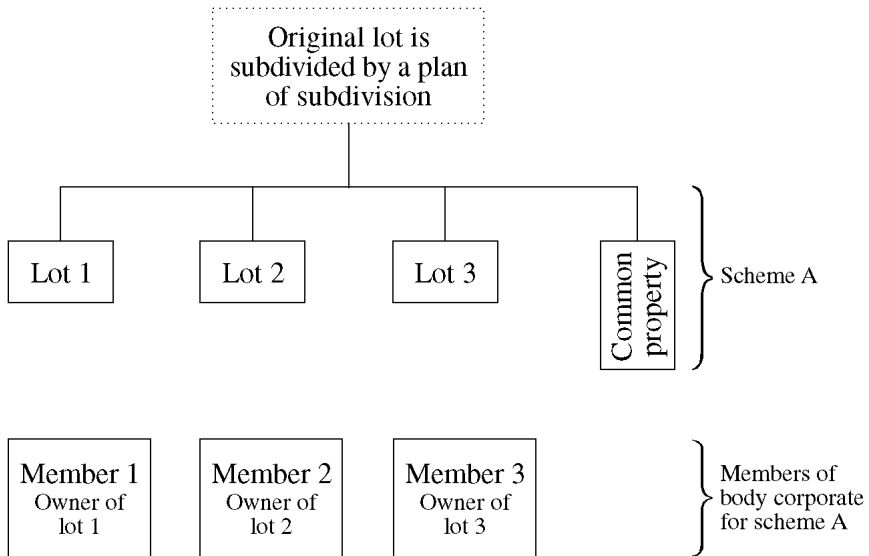 Original lot is
subdivided by a plan
of subdivision
Lot 1
Lot 2
Lot 3
Common
property
Scheme A
Member 1
Owner of
lot 1
Member 2
Owner of
lot 2
Member 3
Owner of
lot 3
Members of
body corporate
for scheme A